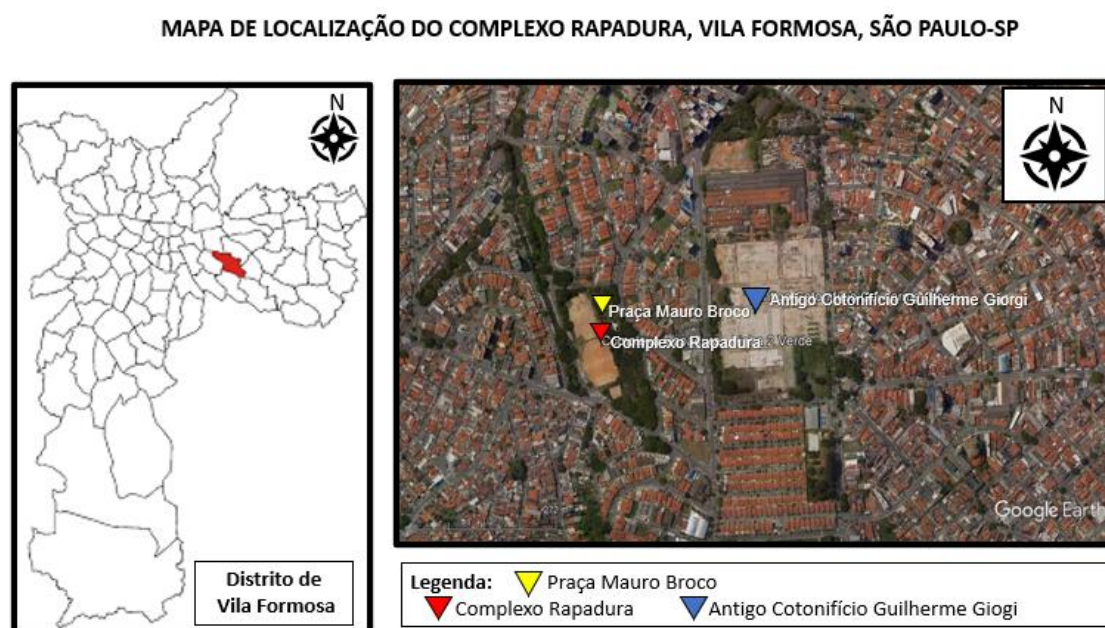 MAPA DE LOCALIZAÇÃO DO COMPLEXO RAPADURA, VILA FORMOSA, SÃO PAULO-SP
N
N
Praça Mauro Broco
Antigo Cotonifício Guilherme Giorgi
Complexo Rapadura
Verde
Google Earth
Distrito de
Vila Formosa
Legenda: Praça Mauro Broco
Complexo Rapadura Antigo Cotonifício Guilherme Giogi